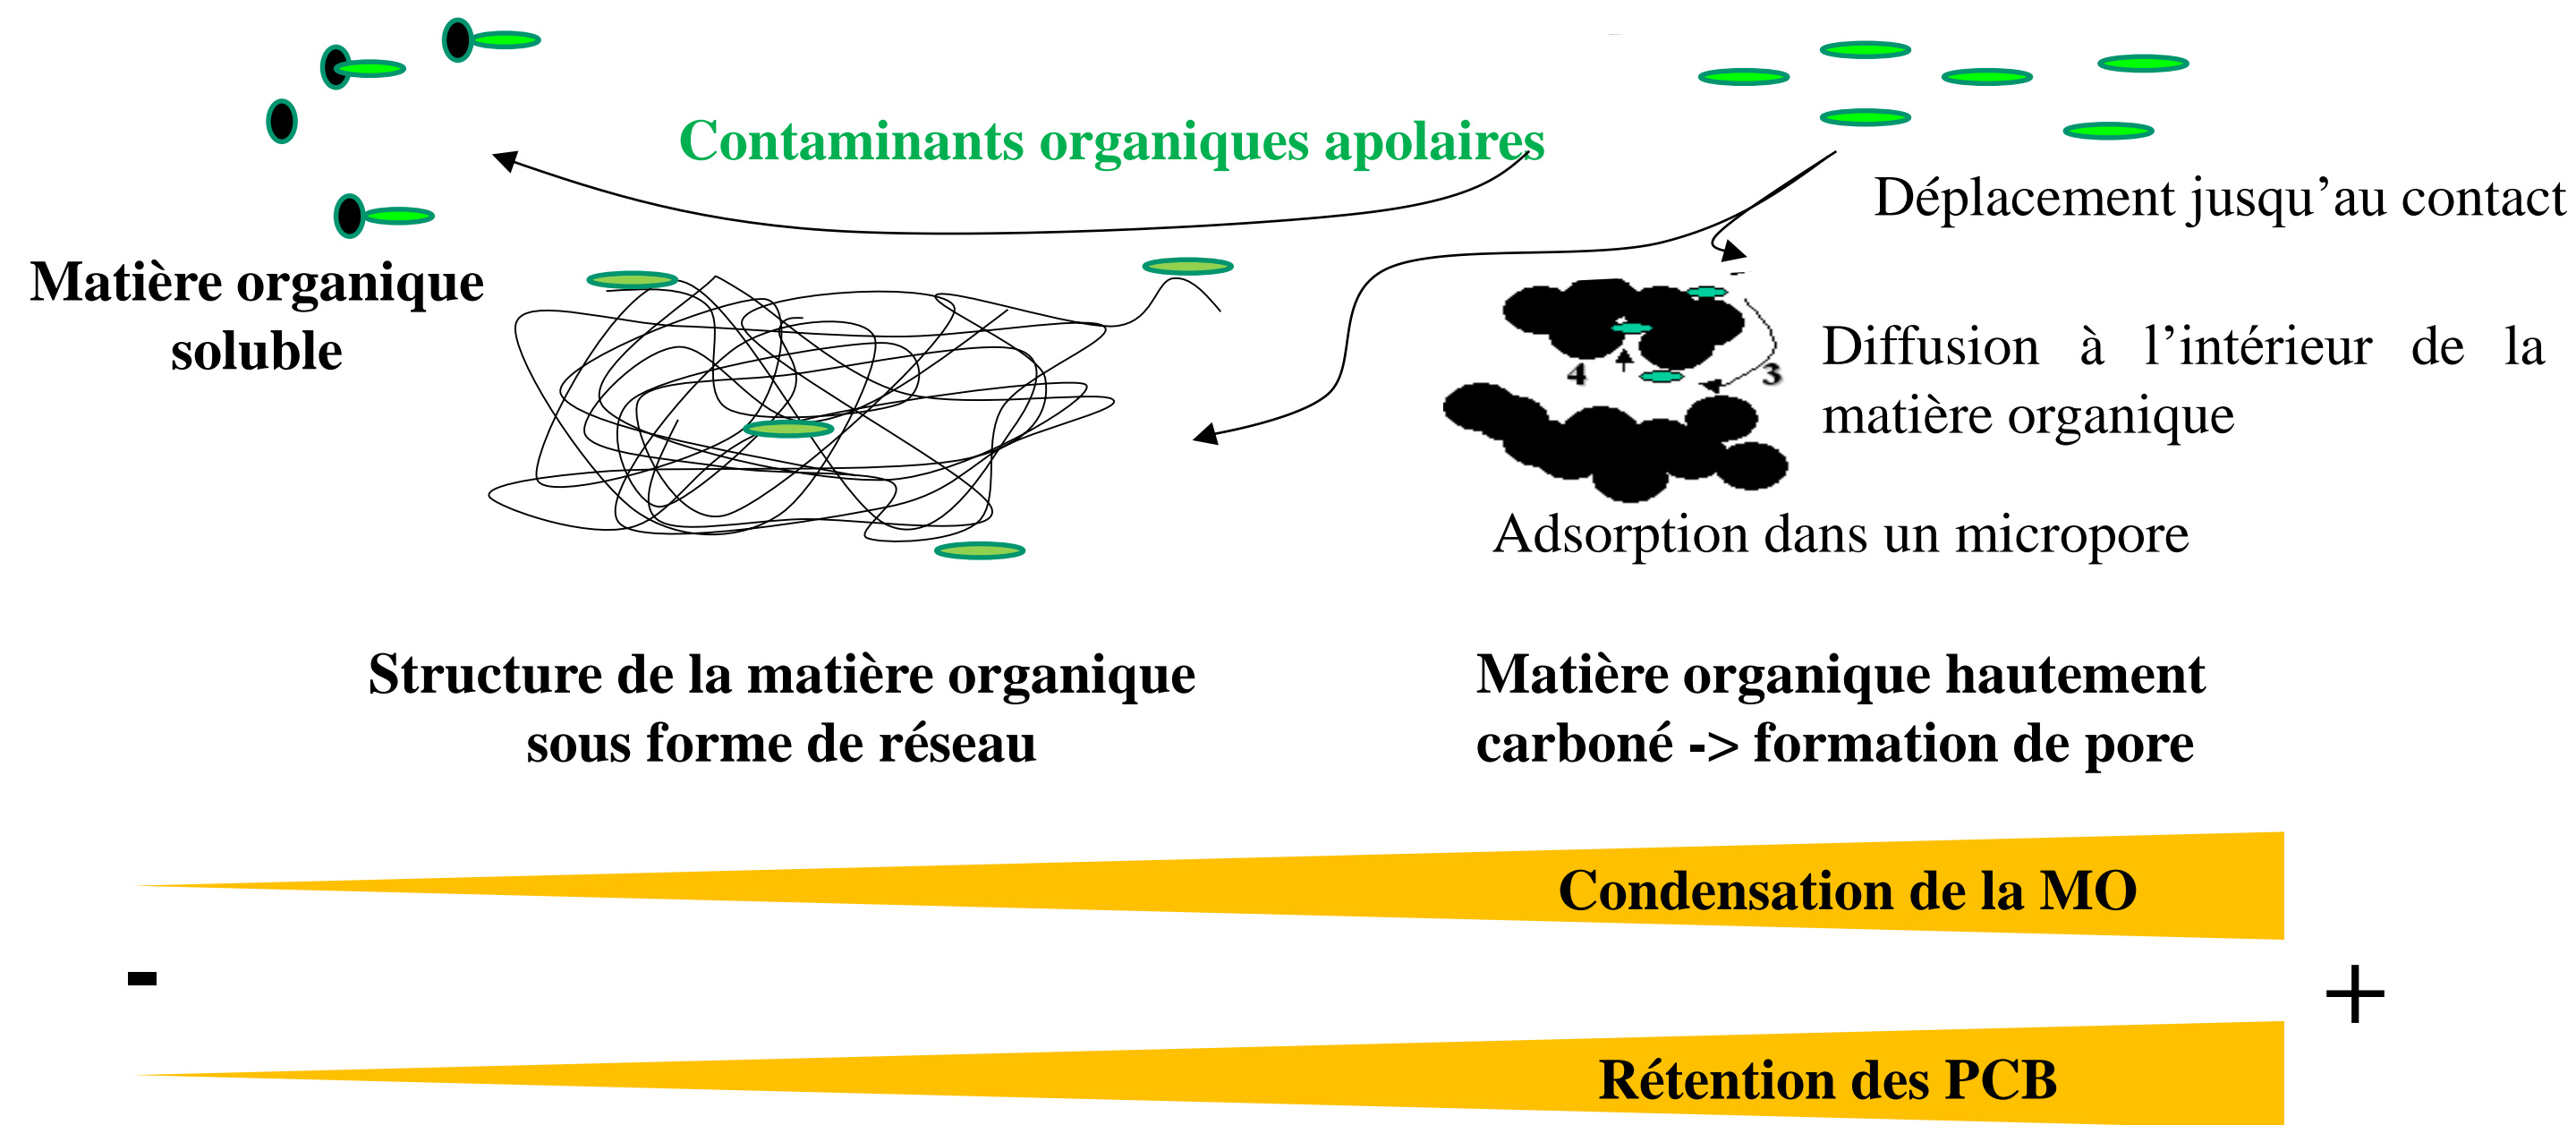 Contaminants organiques apolaires
Déplacement jusqu’au contact
Matière organique
soluble
Diffusion à l’intérieur de la
matière organique
4
3
Adsorption dans un micropore
Structure de la matière organique
sous forme de réseau
Matière organique hautement
carboné -> formation de pore
Condensation de la MO
- +
Rétention des PCB